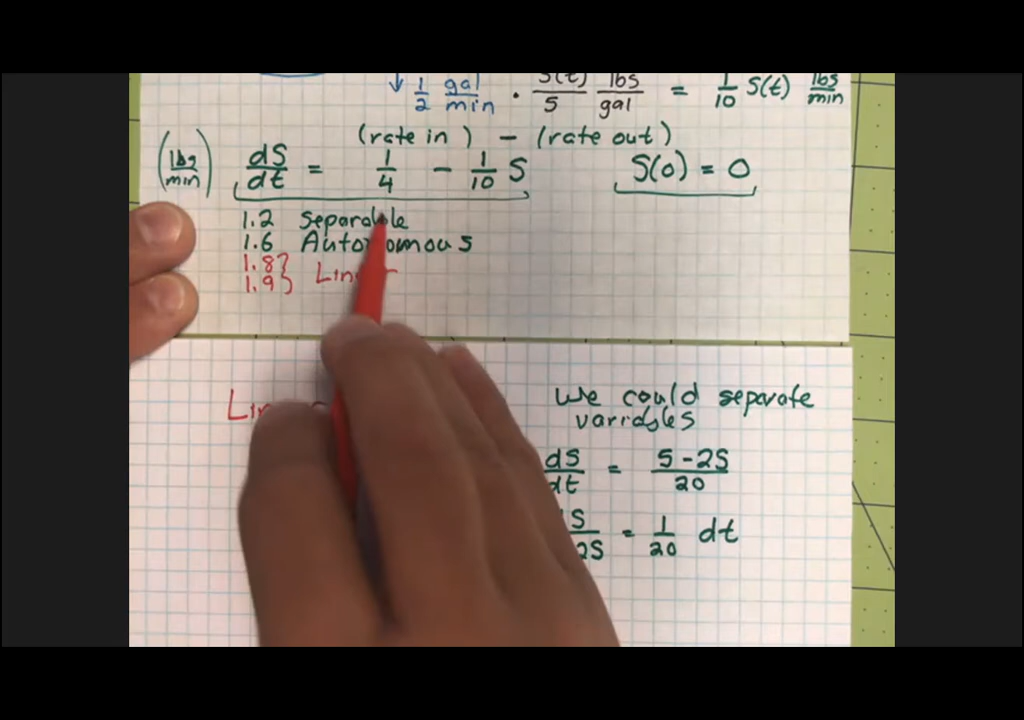 ↓ 1/2 gal/min · S(t)/5 lbs/gal = 1/10 S(t) lbs/min
(rate in) - (rate out)
(lbs/min) dS/dt = 1/4 - 1/10 S S(0) = 0
1.2 Separable
1.6 Autonomous
1.8}
1.9}
We could separate
variables
dS/dt = 5-2S/20
= 1/20 dt